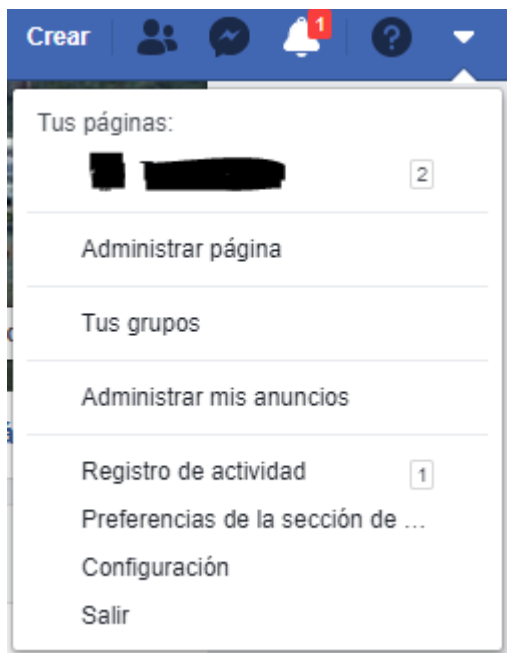 Crear 1
Tus páginas:
2
Administrar página
Tus grupos
Administrar mis anuncios
Registro de actividad 1
Preferencias de la sección de ...
Configuración
Salir